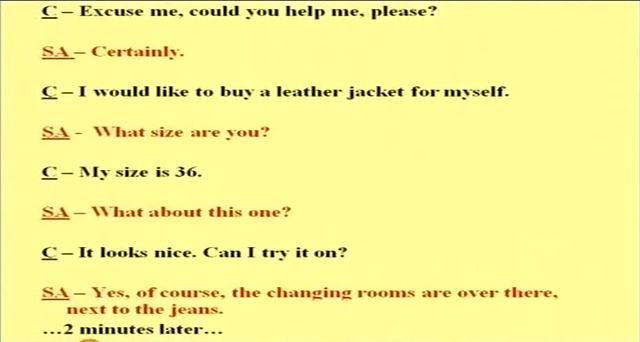 C – Excuse me, could you help me, please?
SA – Certainly.
C – I would like to buy a leather jacket for myself.
SA - What size are you?
C – My size is 36.
SA – What about this one?
C – It looks nice. Can I try it on?
SA – Yes, of course, the changing rooms are over there,
next to the jeans.
…2 minutes later…